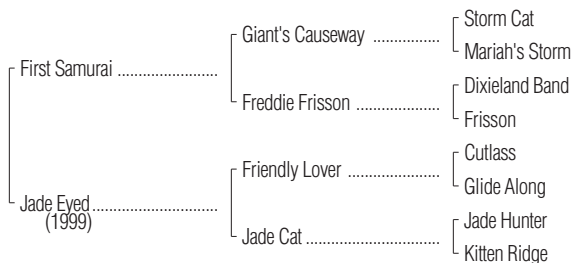 Storm Cat
Giant's Causeway ................
Mariah's Storm
First Samurai ........................
Dixieland Band
Freddie Frisson ....................
Frisson
Cutlass
Friendly Lover ......................
Glide Along
Jade Eyed..............................
(1999)
Jade Hunter
Jade Cat ................................
Kitten Ridge